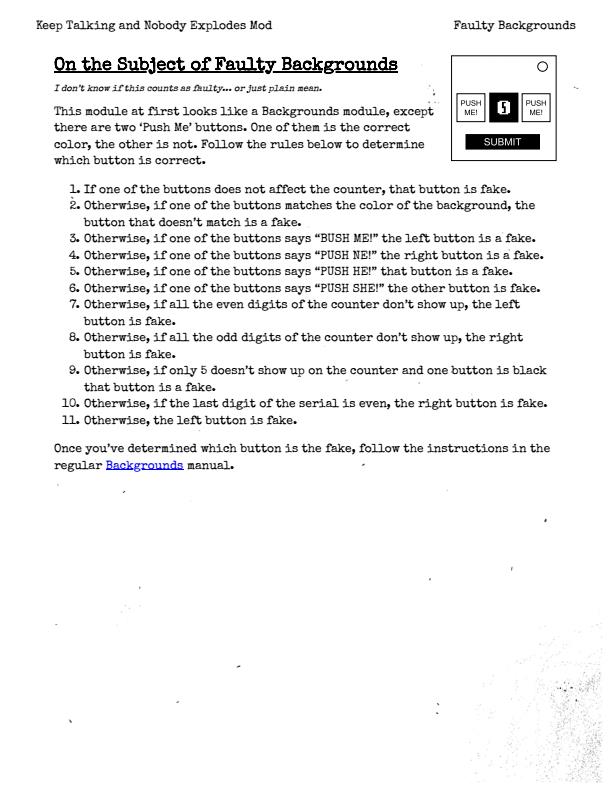 Keep Talking and Nobody Explodes Mod
Faulty Backgrounds
On the Subject of Faulty Backgrounds
I don't know if this counts as faulty... or just plain mean.
This module at first looks like a Backgrounds module, except
there are two ‘Push Me’ buttons. One of them is the correct
color, the other is not. Follow the rules below to determine
which button is correct.
PUSH ME!
5
PUSH ME!
SUBMIT
1. If one of the buttons does not affect the counter, that button is fake.
2. Otherwise, if one of the buttons matches the color of the background, the
button that doesn't match is a fake.
3. Otherwise, if one of the buttons says “BUSH ME!” the left button is a fake.
4. Otherwise, if one of the buttons says “PUSH NE!” the right button is a fake.
5. Otherwise, if one of the buttons says “PUSH HE!” that button is a fake.
6. Otherwise, if one of the buttons says “PUSH SHE!” the other button is fake.
7. Otherwise, if all the even digits of the counter don't show up, the left
button is fake.
8. Otherwise, if all the odd digits of the counter don't show up, the right
button is fake.
9. Otherwise, if only 5 doesn't show up on the counter and one button is black
that button is a fake.
10. Otherwise, if the last digit of the serial is even, the right button is fake.
11. Otherwise, the left button is fake.
Once you've determined which button is the fake, follow the instructions in the
regular Backgrounds manual.